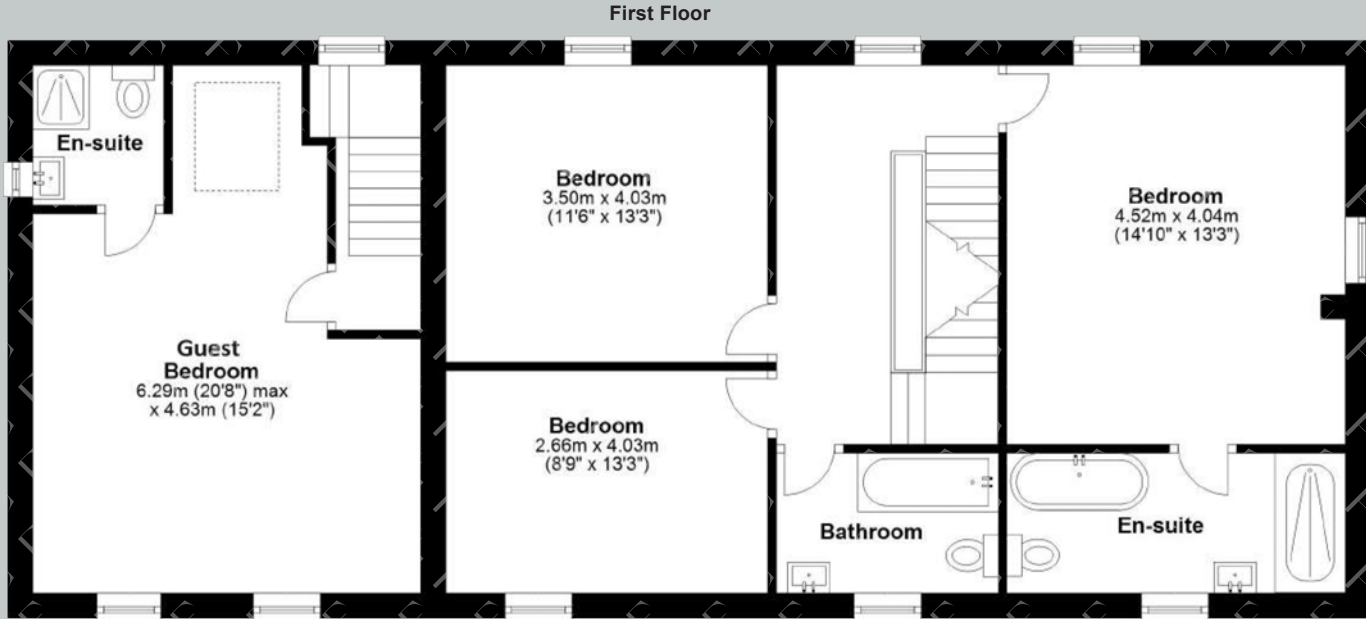 First Floor
En-suite
Bedroom
3.50m x 4.03m
(11'6" x 13'3")
Bedroom
4.52m x 4.04m
(14'10" x 13'3")
Guest
Bedroom
6.29m (20'8") max
x 4.63m (15'2")
Bedroom
2.66m x 4.03m
(8'9" x 13'3")
Bathroom
En-suite